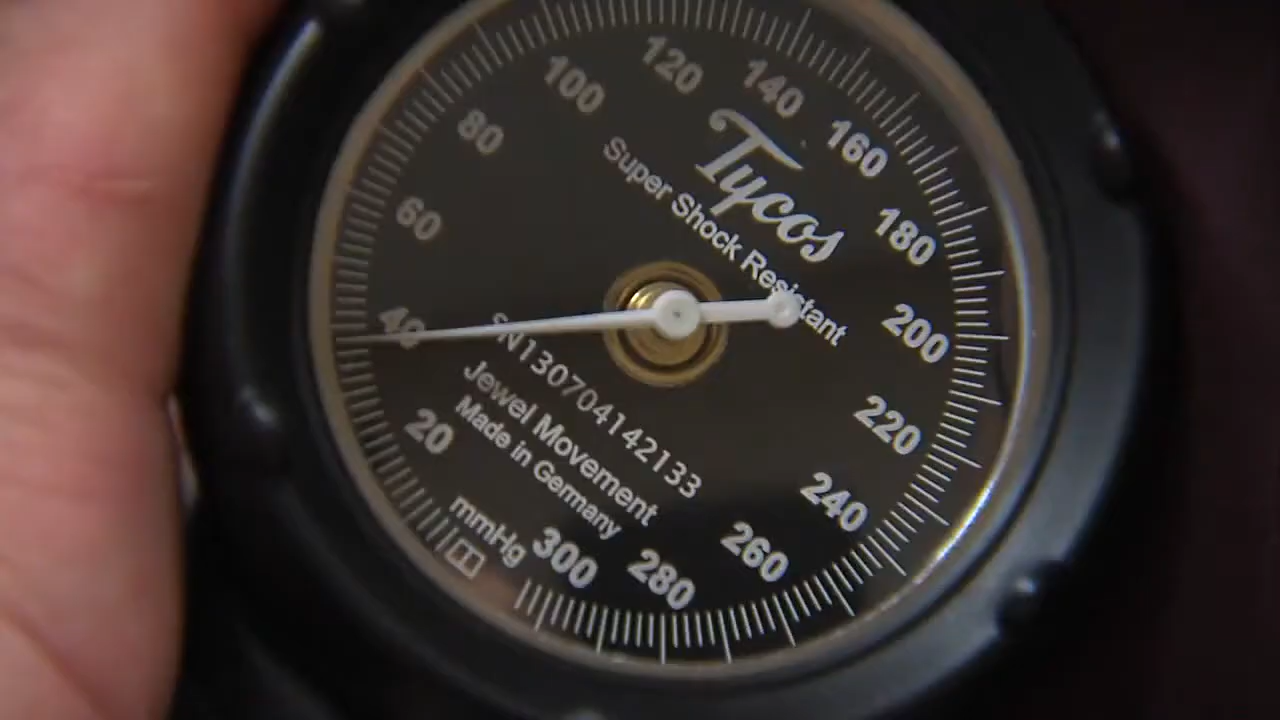 20
40
60
80
100
120
140
160
180
200
220
240
260
280
300
Tycos
Super Shock Resistant
SN130704142133
Jewel Movement
Made in Germany
mmHg